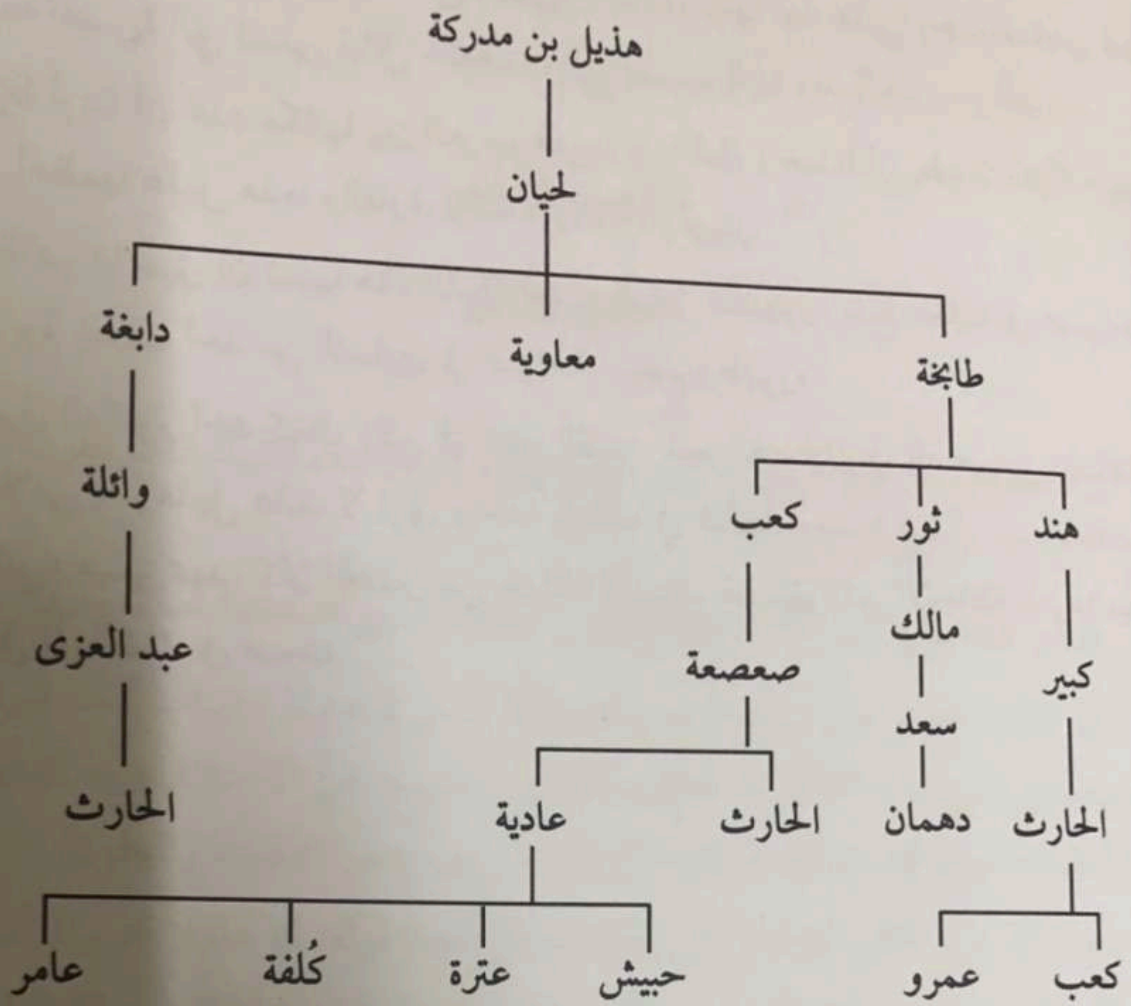 هذيل بن مدركة
لحيان
طابخة
معاوية
دابغة
هند
ثور
كعب
وائلة
مالك
كبير
صعصعة
عبد العزى
سعد
الحارث
دهمان
الحارث
عادية
الحارث
كعب
عمرو
حبيش
عترة
كُلفة
عامر